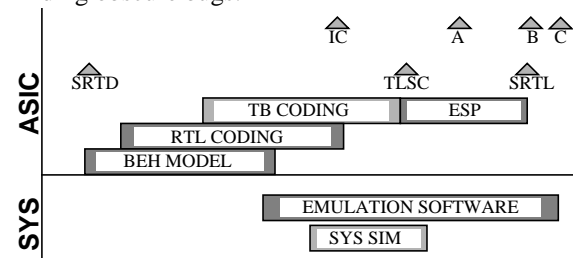 IC A B C
SRTD TLSC SRTL
ASIC
TB CODING ESP
RTL CODING
BEH MODEL
SYS
EMULATION SOFTWARE
SYS SIM